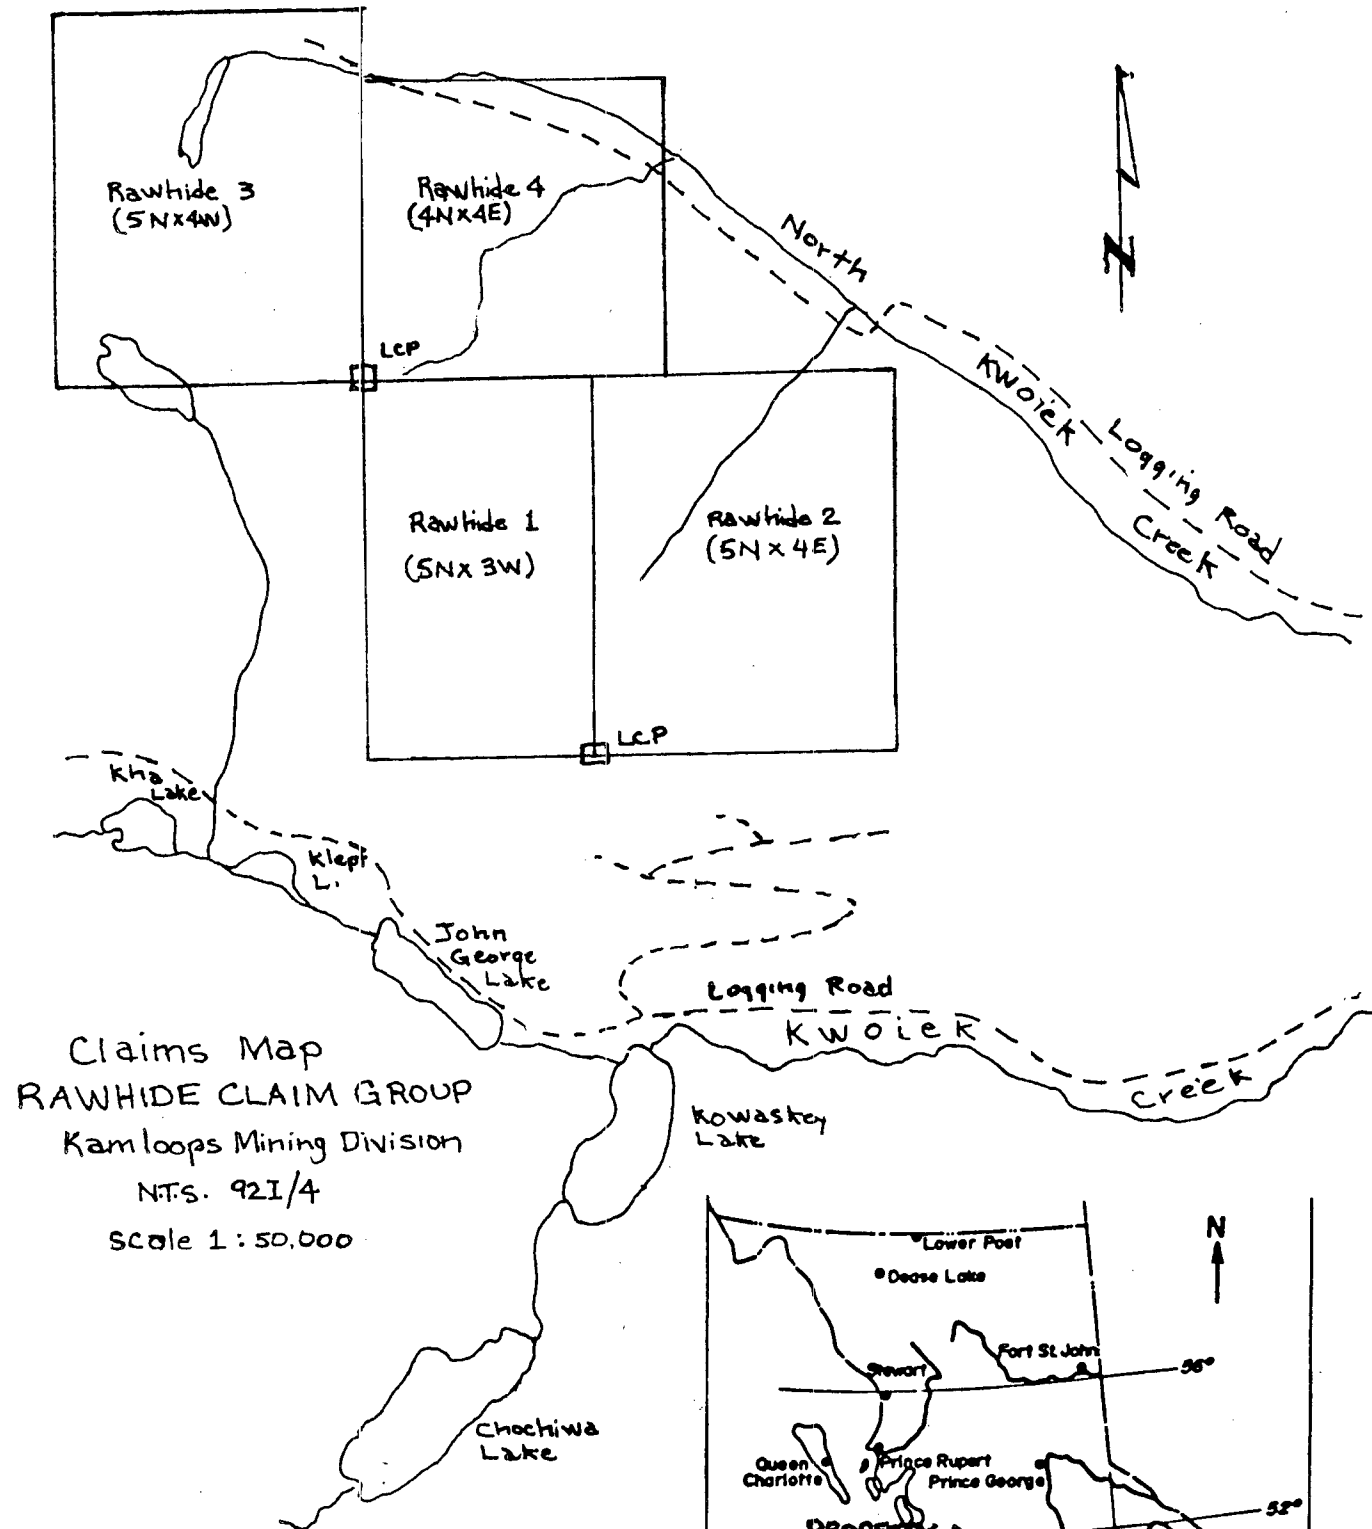 Rawhide 3
(5N x 4W)
Rawhide 4
(4N x 4E)
LCP
North
Kwoiek
Creek
Logging Road
Rawhide 1
(5N x 3W)
Rawhide 2
(5N x 4E)
L.C.P
N
Kha
Lake
Klept
L.
John
George
Lake
Logging Road
Kwoiek
Creek
Kowaskey
Lake
Chochiwa
Lake
Claims Map
RAWHIDE CLAIM GROUP
Kamloops Mining Division
N.T.S. 92I/4
Scale 1 : 50,000
N
Lower Post
Dease Lake
Fort St. John
Stewart
56°
Queen
Charlotte
Prince Rupert
Prince George
52°